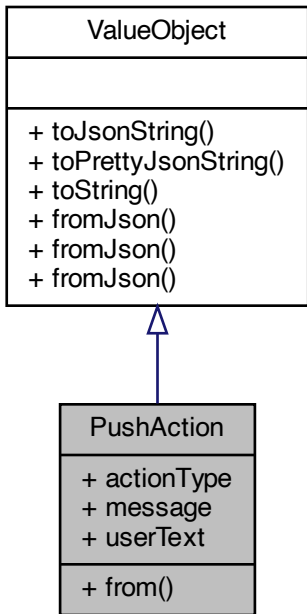 ValueObject
+ toJsonString()
+ toPrettyJsonString()
+ toString()
+ fromJson()
+ fromJson()
+ fromJson()
PushAction
+ actionType
+ message
+ userText
+ from()